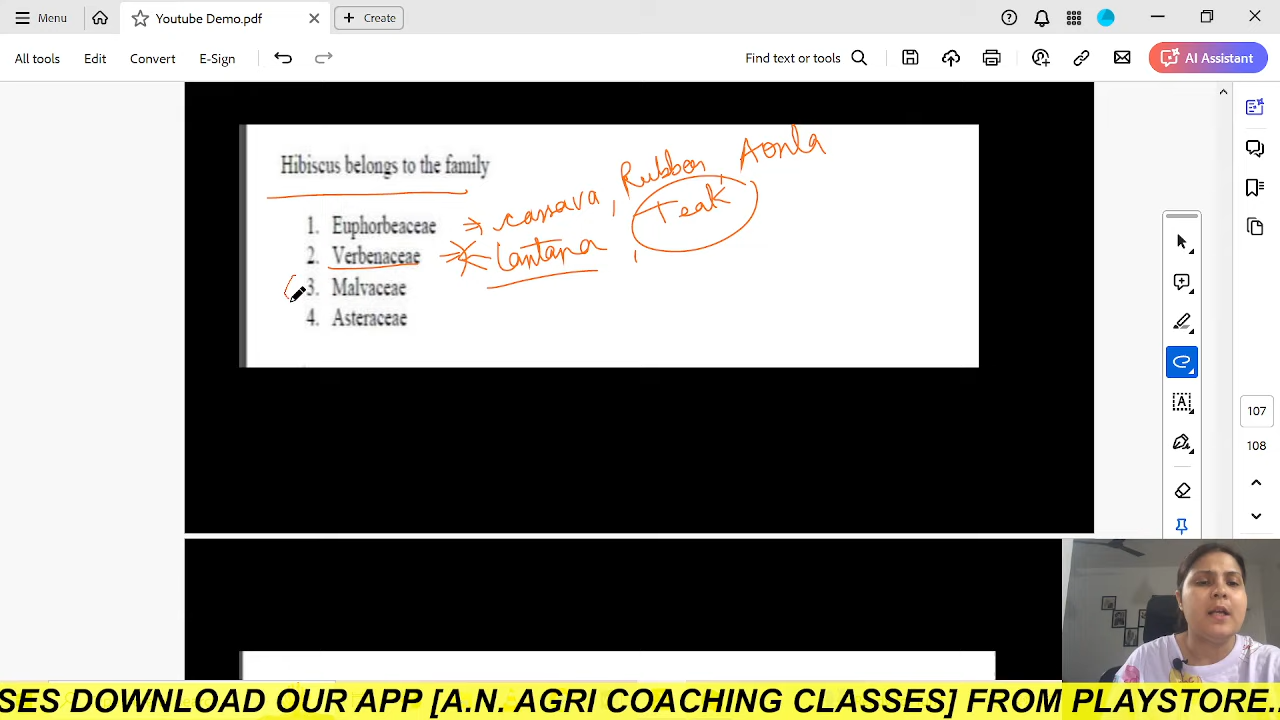 Menu
Youtube Demo.pdf
Create
All tools
Edit
Convert
E-Sign
Find text or tools
AI Assistant
Hibiscus belongs to the family
1. Euphorbeaceae ⇒ cassava, Rubber, Aonla
2. Verbenaceae ⇒ Lantana, Teak
3. Malvaceae
4. Asteraceae
107
108
SES DOWNLOAD OUR APP [A.N. AGRI COACHING CLASSES] FROM PLAYSTORE..